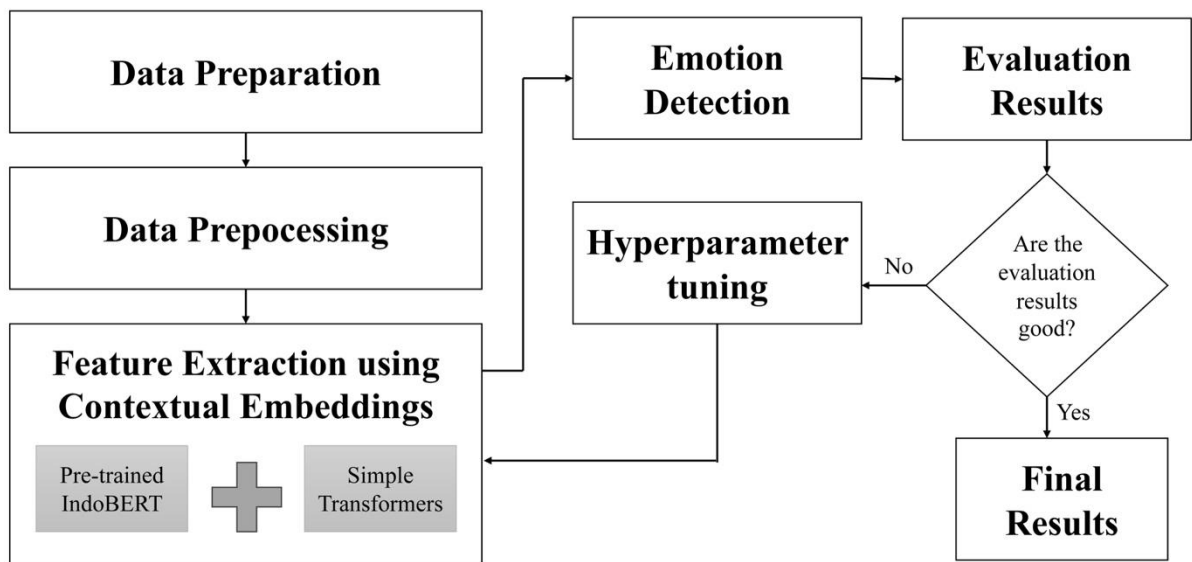 Data Preparation
Data Prepocessing
Feature Extraction using
Contextual Embeddings
Pre-trained
IndoBERT
Simple
Transformers
Emotion
Detection
Evaluation
Results
Are the
evaluation
results
good?
No
Hyperparameter
tuning
Yes
Final
Results